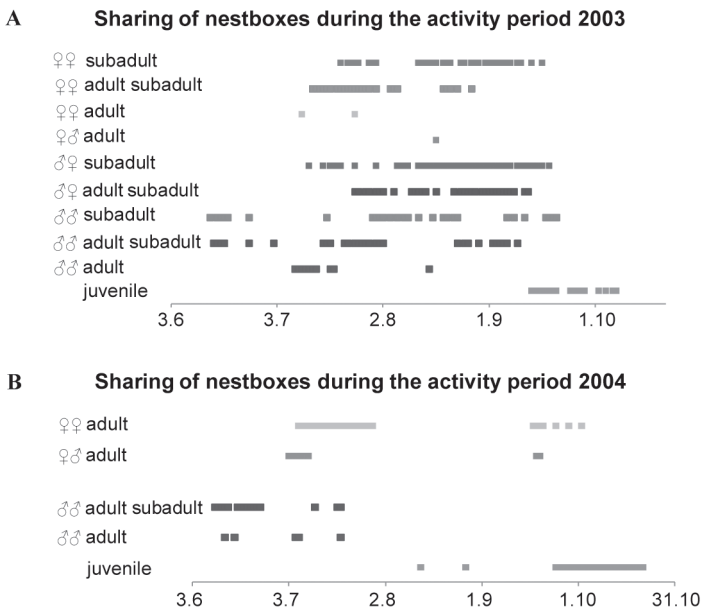 A Sharing of nestboxes during the activity period 2003
♀♀ subadult
♀♀ adult subadult
♀♀ adult
♀♂ adult
♂♀ subadult
♂♀ adult subadult
♂♂ subadult
♂♂ adult subadult
♂♂ adult
juvenile
3.6 3.7 2.8 1.9 1.10
B Sharing of nestboxes during the activity period 2004
♀♀ adult
♀♂ adult
♂♂ adult subadult
♂♂ adult
juvenile
3.6 3.7 2.8 1.9 1.10 31.10